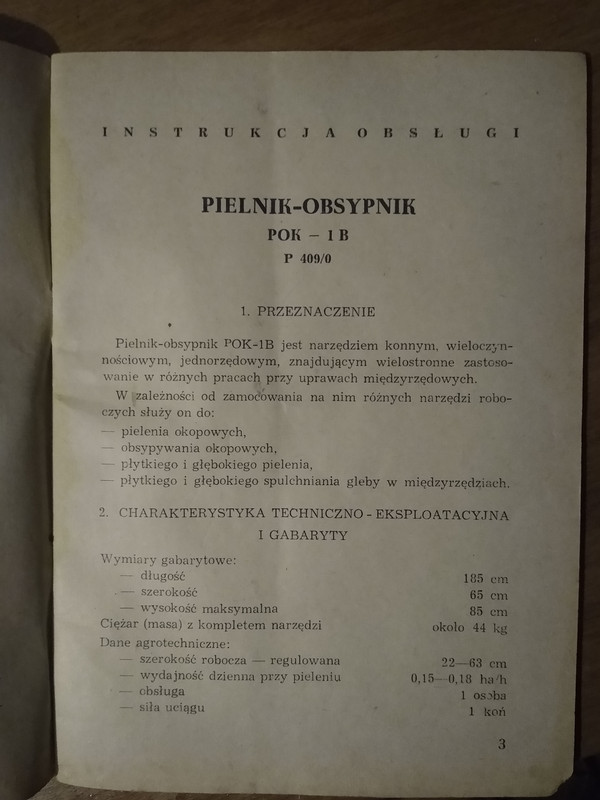 INSTRUKCJA OBSŁUGI
PIELNIK-OBSYPNIK
POK — 1 B
P 409/0
1. PRZEZNACZENIE
Pielnik-obsypnik POK-1B jest narzędziem konnym, wieloczyn-
nościowym, jednorzędowym, znajdującym wielostronne zastoso-
wanie w różnych pracach przy uprawach międzyrzędowych.
W zależności od zamocowania na nim różnych narzędzi robo-
czych służy on do:
— pielenia okopowych,
— obsypywania okopowych,
— płytkiego i głębokiego pielenia,
— płytkiego i głębokiego spulchniania gleby w międzyrzędziach.
2. CHARAKTERYSTYKA TECHNICZNO-EKSPLOATACYJNA
I GABARYTY
Wymiary gabarytowe:
— długość 185 cm
— szerokość 65 cm
— wysokość maksymalna 85 cm
Ciężar (masa) z kompletem narzędzi około 44 kg
Dane agrotechniczne:
— szerokość robocza — regulowana 22—63 cm
— wydajność dzienna przy pieleniu 0,15—0,18 ha/h
— obsługa 1 osoba
— siła uciągu 1 koń
3